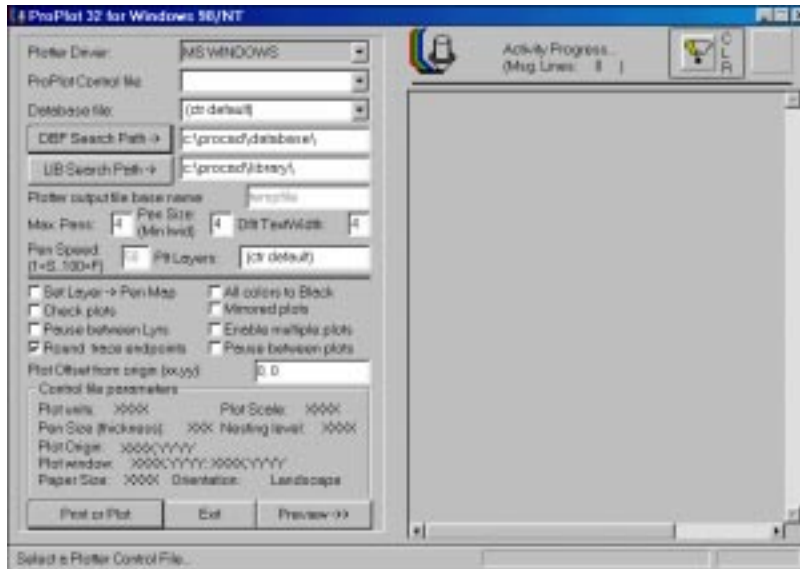 ProPlot 32 for Windows 98/NT
Plotter Driver: MS WINDOWS
ProPlot Control file:
Database file: (ctr default)
DBF Search Path -> c:\procad\database\,
LIB Search Path -> c:\procad\library\,
Plotter output file base name tempfile
Max. Pens: 4 Pen Size: (Min lwid) 4 Dflt TextWidth: 4
Pen Speed: (1=S..100=F) 50 Plt Layers: (ctr default)
Set Layer -> Pen Map All colors to Black
Check plots Mirrored plots
Pause between Lyrs Enable multiple plots
Round trace endpoints Pause between plots
Plot Offset from origin (xx,yy): 0, 0
Control file parameters
Plot units: XXXX Plot Scale: XXXX
Pen Size (thickness): XXX Nesting level: XXXX
Plot Origin: XXXX,YYYY
Plot window: XXXX,YYYY; XXXX,YYYY
Paper Size: XXXX Orientation: Landscape
Print or Plot Exit Preview ->>
Activity Progress...
(Msg. Lines: 8 )
CLR
Select a Plotter Control File...